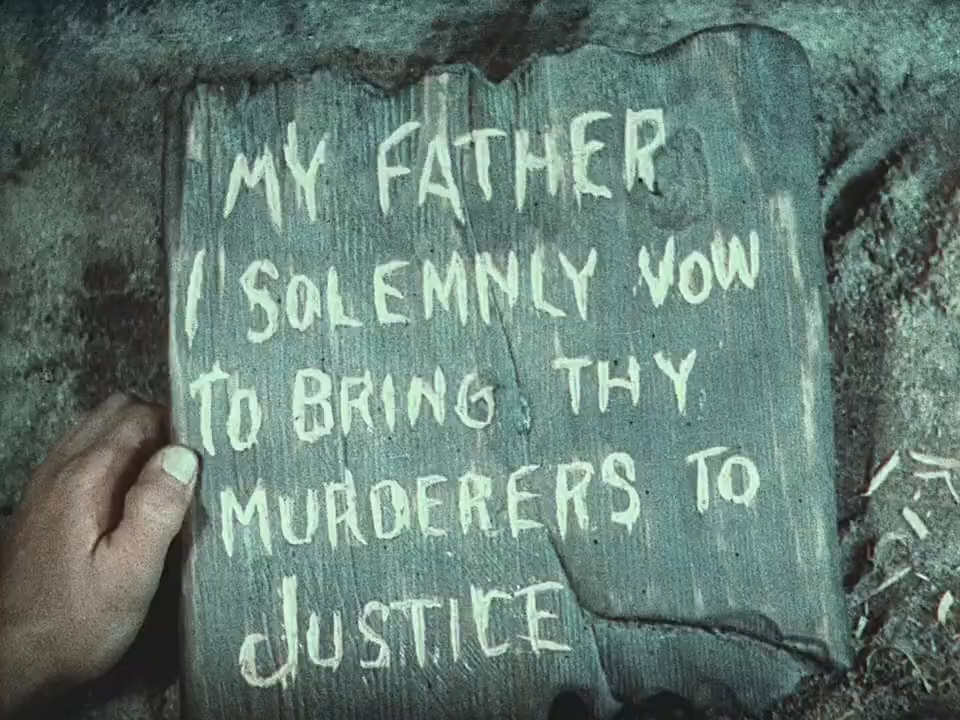 MY FATHER
I SOLEMNLY VOW
TO BRING THY
MURDERERS TO
JUSTICE